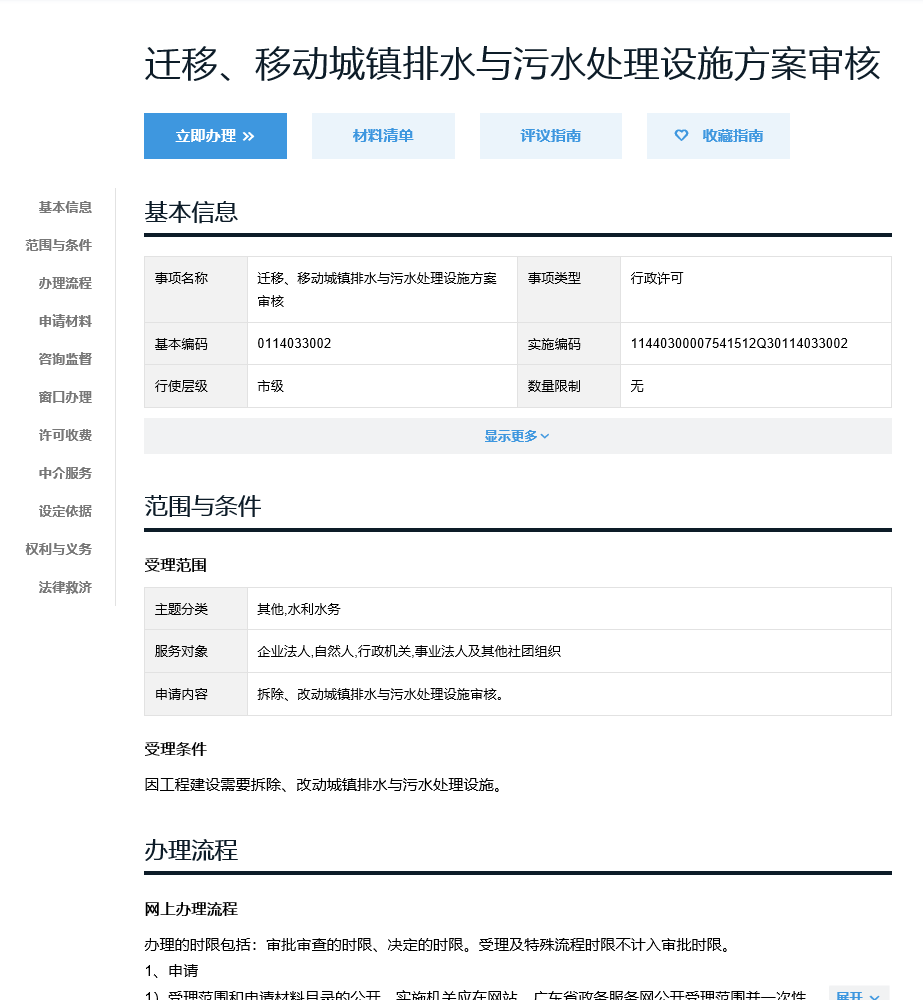 迁移、移动城镇排水与污水处理设施方案审核
立即办理 »
材料清单
评议指南
收藏指南
基本信息
范围与条件
办理流程
申请材料
咨询监督
窗口办理
许可收费
中介服务
设定依据
权利与义务
法律救济
基本信息
事项名称
迁移、移动城镇排水与污水处理设施方案
审核
事项类型
行政许可
基本编码
0114033002
实施编码
11440300007541512Q30114033002
行使层级
市级
数量限制
无
显示更多
范围与条件
受理范围
主题分类
其他,水利水务
服务对象
企业法人,自然人,行政机关,事业法人及其他社团组织
申请内容
拆除、改动城镇排水与污水处理设施审核。
受理条件
因工程建设需要拆除、改动城镇排水与污水处理设施。
办理流程
网上办理流程
办理的时限包括：审批审查的时限、决定的时限。受理及特殊流程时限不计入审批时限。
1、申请
1）受理范围和申请材料目录的公开。实施机关应在网站、广东省政务服务网公开受理范围并一次性
展开